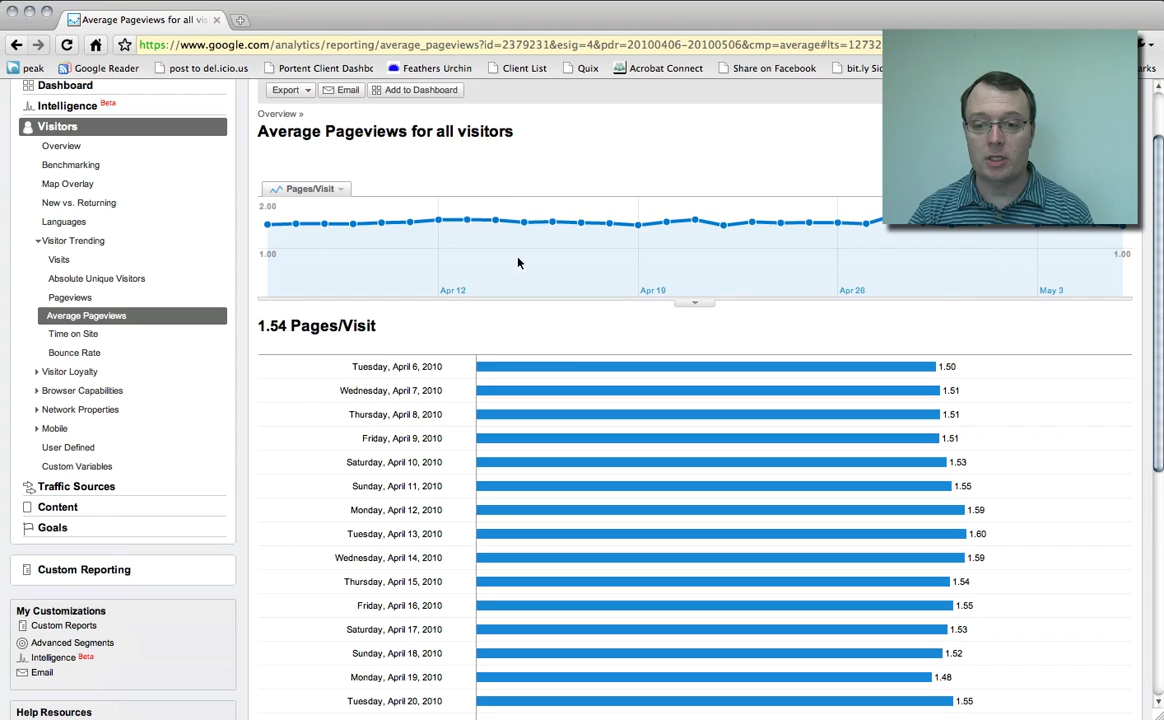 Average Pageviews for all vis
https://www.google.com/analytics/reporting/average_pageviews?id=2379231&esig=4&pdr=20100406-20100506&cmp=average#lts=12732
peak Google Reader post to del.icio.us Portent Client Dashbc Feathers Urchin Client List Quix Acrobat Connect Share on Facebook bit.ly Sid arks
Dashboard
Intelligence Beta
Visitors
Overview
Benchmarking
Map Overlay
New vs. Returning
Languages
Visitor Trending
Visits
Absolute Unique Visitors
Pageviews
Average Pageviews
Time on Site
Bounce Rate
Visitor Loyalty
Browser Capabilities
Network Properties
Mobile
User Defined
Custom Variables
Traffic Sources
Content
Goals
Custom Reporting
My Customizations
Custom Reports
Advanced Segments
Intelligence Beta
Email
Help Resources
Export Email Add to Dashboard
Overview »
Average Pageviews for all visitors
Pages/Visit
2.00
1.00 1.00
Apr 12 Apr 19 Apr 26 May 3
1.54 Pages/Visit
Tuesday, April 6, 2010 1.50
Wednesday, April 7, 2010 1.51
Thursday, April 8, 2010 1.51
Friday, April 9, 2010 1.51
Saturday, April 10, 2010 1.53
Sunday, April 11, 2010 1.55
Monday, April 12, 2010 1.59
Tuesday, April 13, 2010 1.60
Wednesday, April 14, 2010 1.59
Thursday, April 15, 2010 1.54
Friday, April 16, 2010 1.55
Saturday, April 17, 2010 1.53
Sunday, April 18, 2010 1.52
Monday, April 19, 2010 1.48
Tuesday, April 20, 2010 1.55